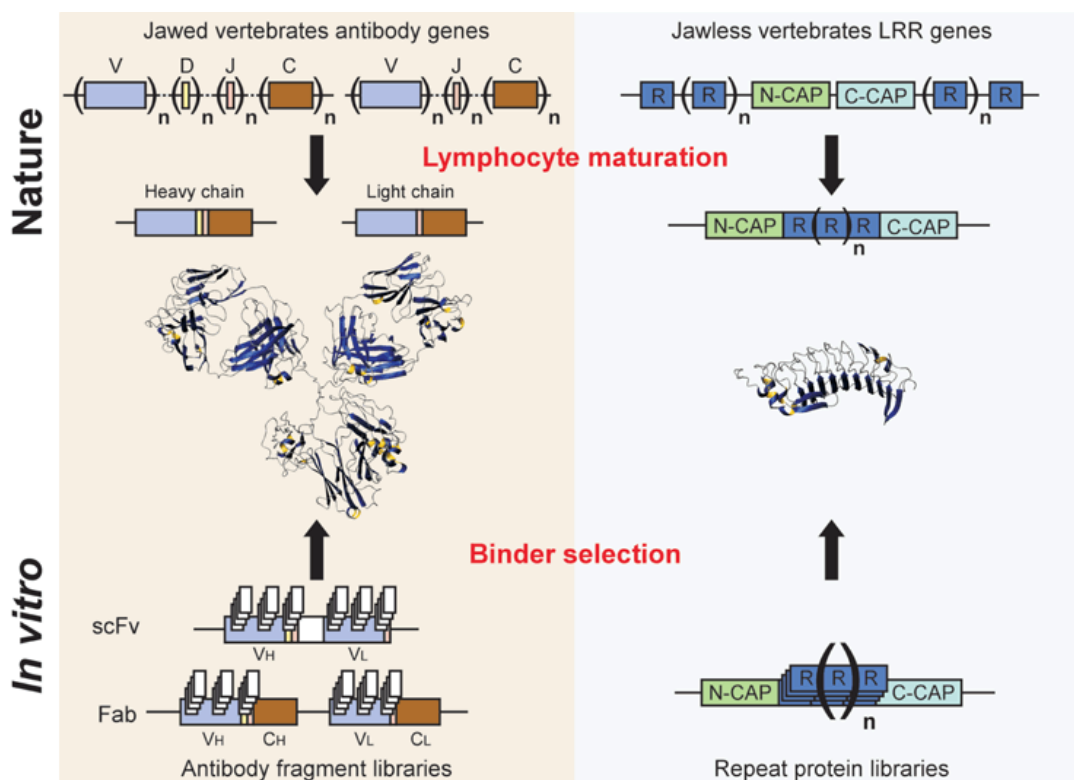 Jawed vertebrates antibody genes
V D J C V J C
n n n n n n n
Jawless vertebrates LRR genes
R R N-CAP C-CAP R R
n n
Nature
Lymphocyte maturation
Heavy chain
Light chain
N-CAP R R R C-CAP
n
Binder selection
In vitro
scFv
VH VL
Fab
VH CH VL CL
Antibody fragment libraries
N-CAP R R R C-CAP
n
Repeat protein libraries